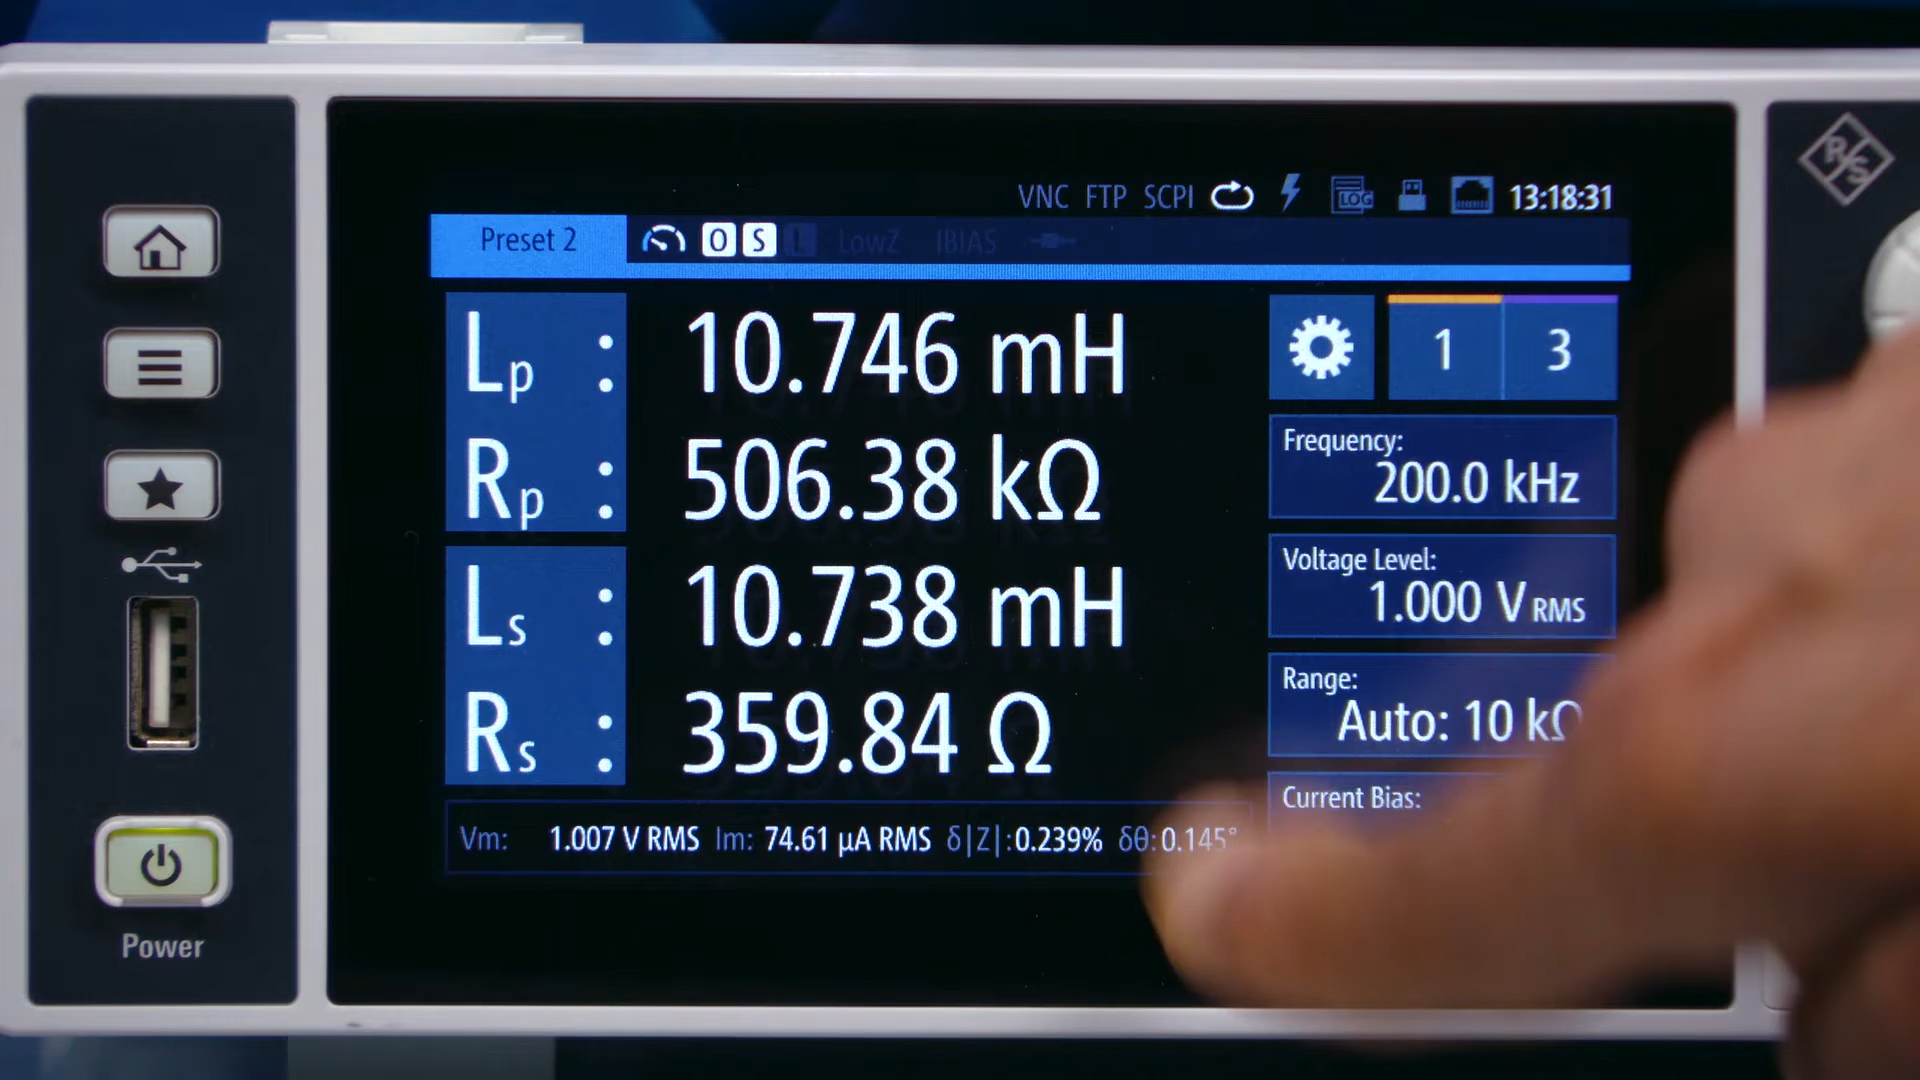 VNC FTP SCPI LOG 13:18:31
Preset 2 O S L LowZ IBIAS
Lp : 10.746 mH
Rp : 506.38 kΩ
Ls : 10.738 mH
Rs : 359.84 Ω
Vm: 1.007 V RMS Im: 74.61 µA RMS δ|Z|: 0.239% δθ: 0.145°
1 3
Frequency:
200.0 kHz
Voltage Level:
1.000 V RMS
Range:
Auto: 10 kΩ
Current Bias:
Power
R/S